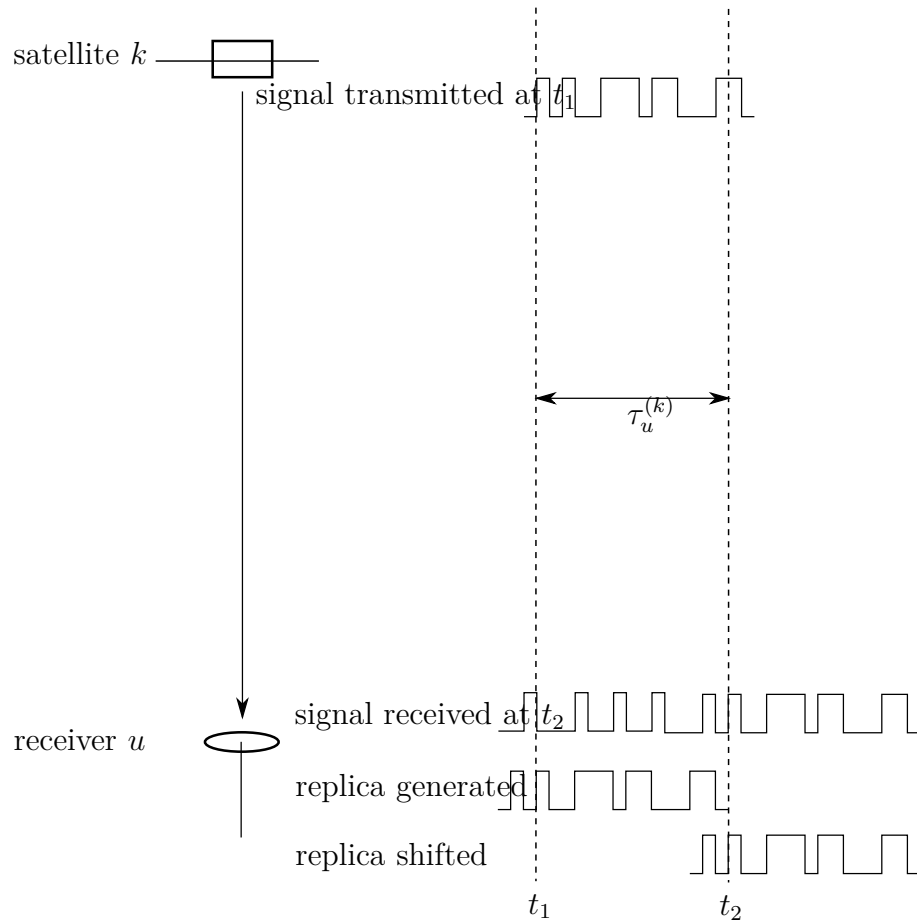 satellite k
signal transmitted at t₁
τᵤ⁽ᵏ⁾
signal received at t₂
receiver u
replica generated
replica shifted
t₁ t₂